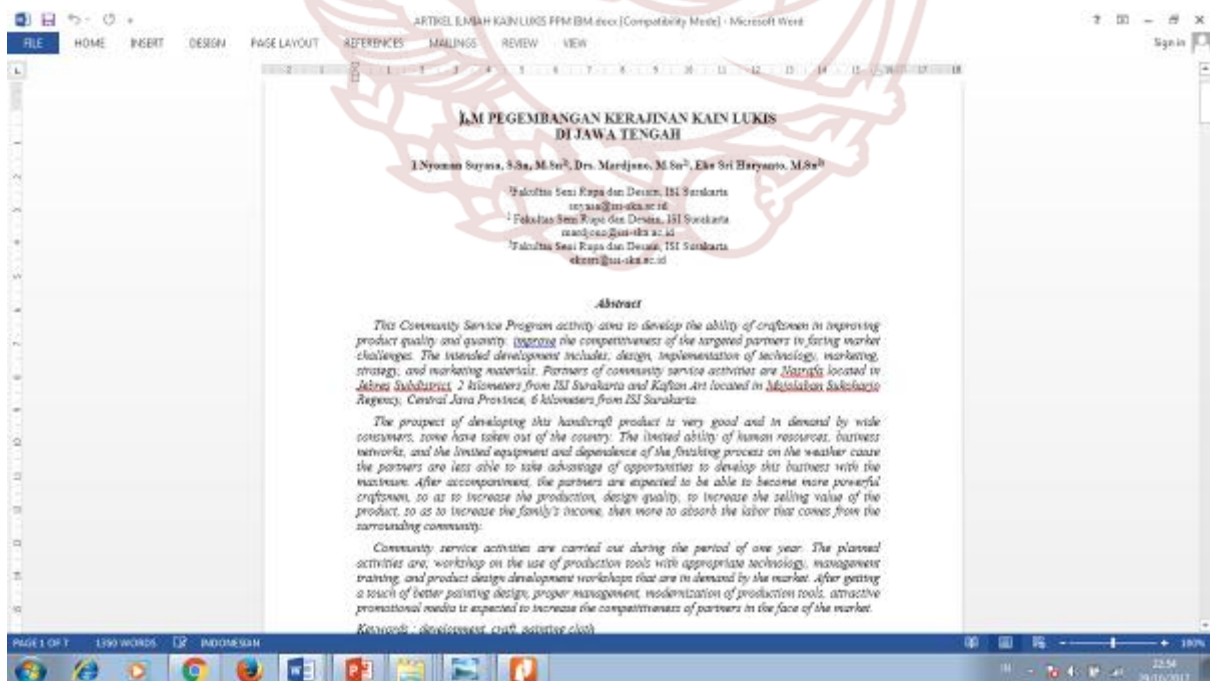 ARTIKEL ILMIAH KAIN LUKIS PPM IBM.docx [Compatibility Mode] - Microsoft Word
FILE HOME INSERT DESIGN PAGE LAYOUT REFERENCES MAILINGS REVIEW VIEW Sign in
PEGEMBANGAN KERAJINAN KAIN LUKIS
DI JAWA TENGAH
I Nyoman Suyasa, S.Sn, M.Sn, Drs. Mardjono, M.Sn, Eko Sri Haryanto, M.Sn
Fakultas Seni Rupa dan Desain, ISI Surakarta
suyasa@isi-ska.ac.id
Fakultas Seni Rupa dan Desain, ISI Surakarta
mardjono@isi-ska.ac.id
Fakultas Seni Rupa dan Desain, ISI Surakarta
Abstract
This Community Service Program activity aims to develop the ability of craftsmen in improving
product quality and quantity, improve the competitiveness of the targeted partners in facing market
challenges. The intended development includes; design, implementation of technology, marketing,
strategy, and marketing materials. Partners of community service activities are Nasrafa located in
Jebres Subdistrict, 2 kilometers from ISI Surakarta and Kaftan Art located in Mojolaban Sukoharjo
Regency, Central Java Province, 6 kilometers from ISI Surakarta.
The prospect of developing this handicraft product is very good and in demand by wide
consumers, some have taken out of the country. The limited ability of human resources, business
networks, and the limited equipment and dependence of the finishing process on the weather cause
the partners are less able to take advantage of opportunities to develop this business with the
maximum. After accompaniment, the partners are expected to be able to become more powerful
craftsmen, so as to increase the production, design quality, to increase the selling value of the
product, so as to increase the family's income, then more to absorb the labor that comes from the
surrounding community.
Community service activities are carried out during the period of one year. The planned
activities are; workshop on the use of production tools with appropriate technology, management
training, and product design development workshops that are in demand by the market. After getting
a touch of better painting design, proper management, modernization of production tools, attractive
promotional media is expected to increase the competitiveness of partners in the face of the market.
Keywords : development, craft, painting cloth
PAGE 1 OF 7 1350 WORDS INDONESIAN 100%
IN 22:54
29/10/2017